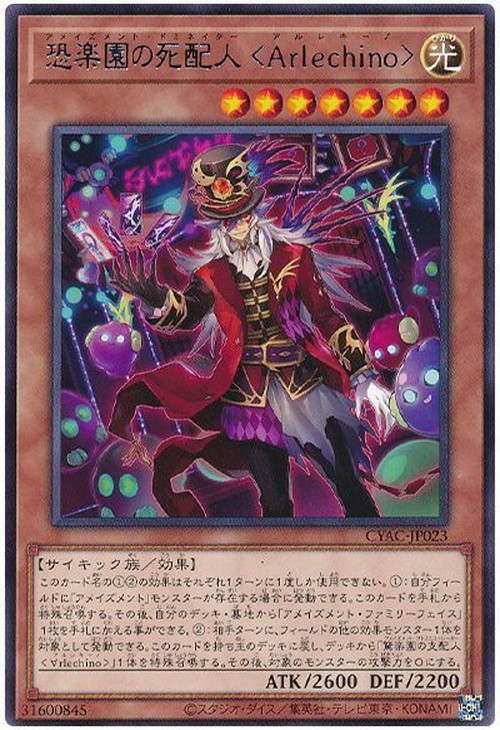 アメイズメント・ドミネイター アルレキーノ
恐楽園の死配人 <Arlechino>
ひかり
光
CYAC-JP023
【サイキック族/効果】
このカード名の①②の効果はそれぞれ1ターンに1度しか使用できない。①:自分フィー
ルドに「アメイズメント」モンスターが存在する場合に発動できる。このカードを手札から
特殊召喚する。その後、自分のデッキ・墓地から「アメイズメント・ファミリーフェイス」
1枚を手札にかえる事ができる。②:相手ターンに、フィールドの他の効果モンスター1体を
対象として発動できる。このカードを持ち主のデッキに戻し、デッキから「驚楽園の支配人
<∀rlechino>」1体を特殊召喚する。その後、対象のモンスターの攻撃力を0にする。
ATK/2600 DEF/2200
31600845
©スタジオ・ダイス/集英社・テレビ東京・KONAMI